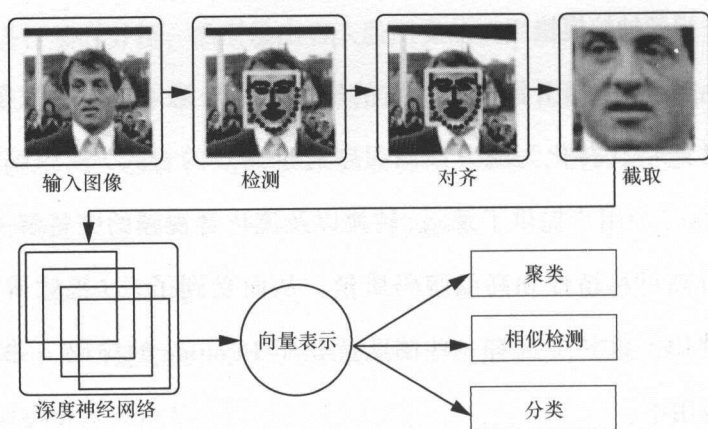 输入图像
检测
对齐
截取
深度神经网络
向量表示
聚类
相似检测
分类